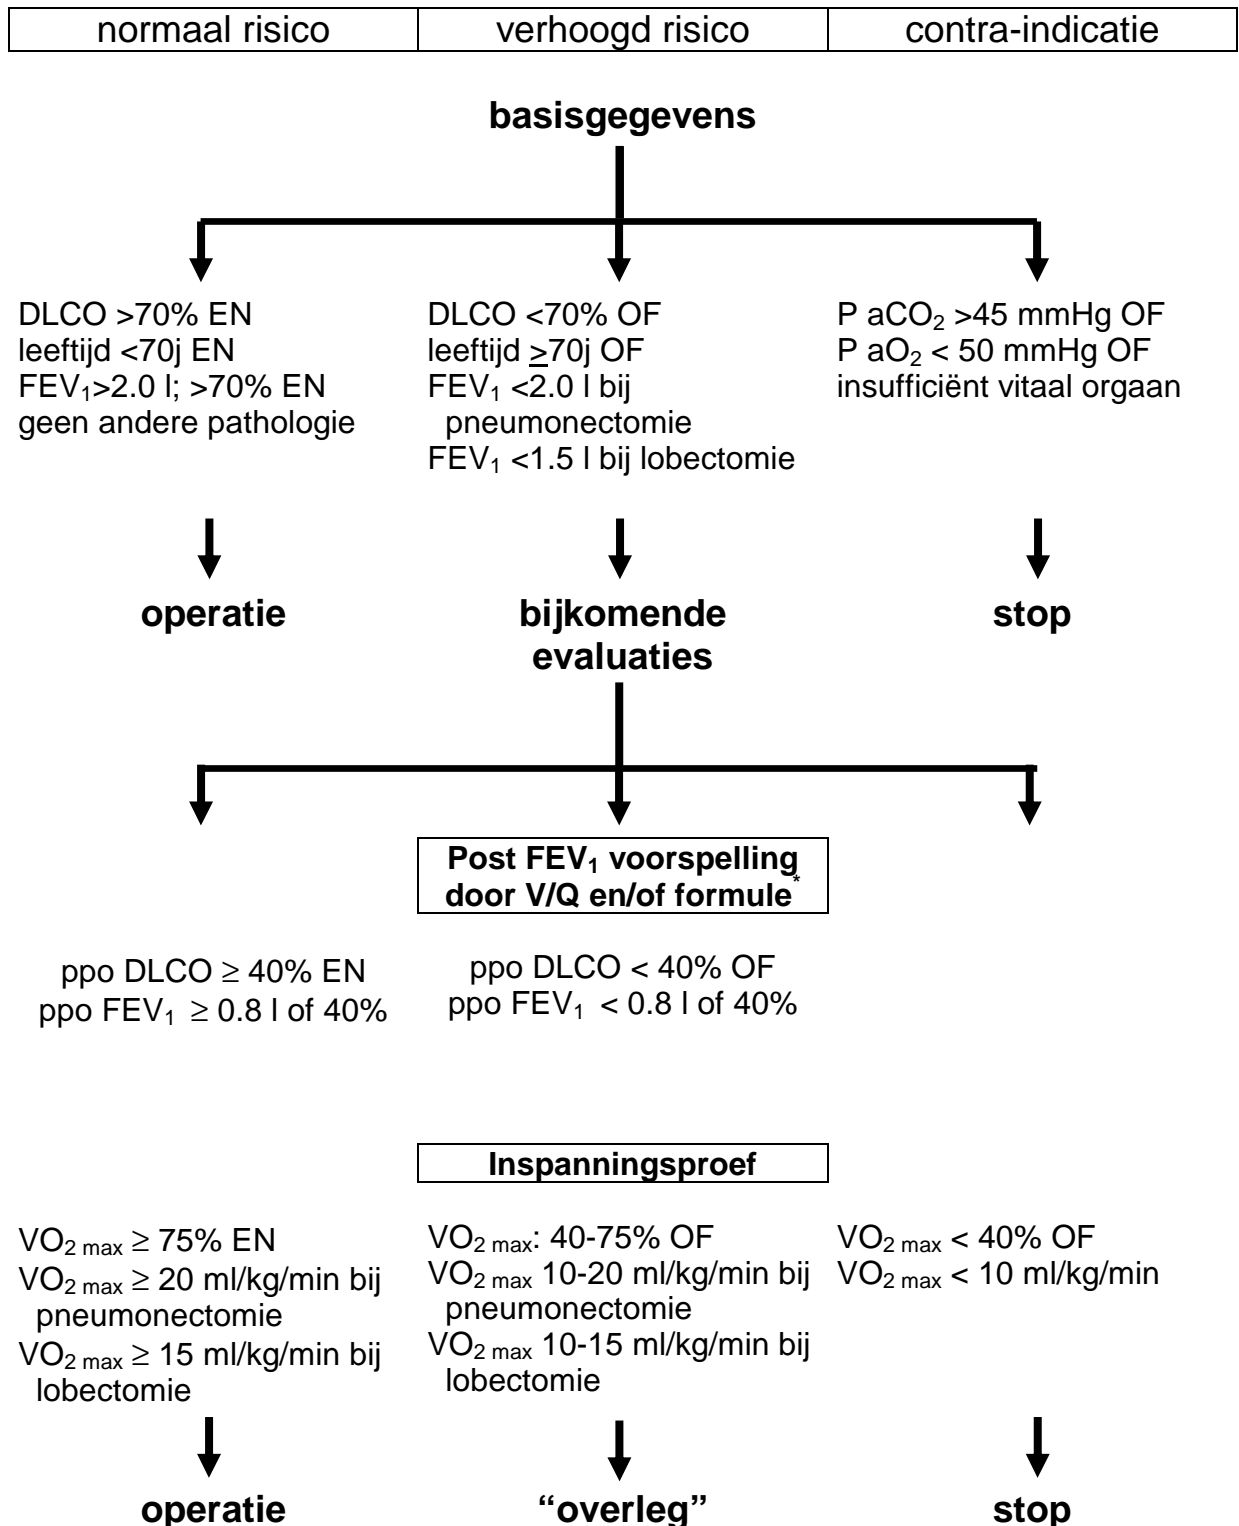 normaal risico verhoogd risico contra-indicatie
basisgegevens
DLCO >70% EN
leeftijd <70j EN
FEV₁>2.0 l; >70% EN
geen andere pathologie
DLCO <70% OF
leeftijd ≥70j OF
FEV₁ <2.0 l bij
pneumonectomie
FEV₁ <1.5 l bij lobectomie
P aCO₂ >45 mmHg OF
P aO₂ < 50 mmHg OF
insufficiënt vitaal orgaan
operatie
bijkomende
evaluaties
stop
Post FEV₁ voorspelling
door V/Q en/of formule*
ppo DLCO ≥ 40% EN
ppo FEV₁ ≥ 0.8 l of 40%
ppo DLCO < 40% OF
ppo FEV₁ < 0.8 l of 40%
Inspanningsproef
VO₂ max ≥ 75% EN
VO₂ max ≥ 20 ml/kg/min bij
pneumonectomie
VO₂ max ≥ 15 ml/kg/min bij
lobectomie
VO₂ max: 40-75% OF
VO₂ max 10-20 ml/kg/min bij
pneumonectomie
VO₂ max 10-15 ml/kg/min bij
lobectomie
VO₂ max < 40% OF
VO₂ max < 10 ml/kg/min
operatie
“overleg”
stop